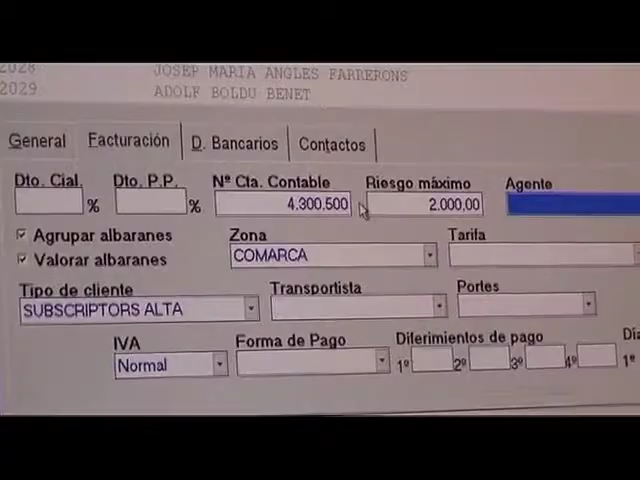 2028 JOSEP MARIA ANGLES FARRERONS
2029 ADOLF BOLDU BENET
General Facturación D. Bancarios Contactos
Dto. Cial. Dto. P.P. Nº Cta. Contable Riesgo máximo Agente
% % 4.300.500 2.000,00
Agrupar albaranes Zona Tarifa
Valorar albaranes COMARCA
Tipo de cliente Transportista Portes
SUBSCRIPTORS ALTA
IVA Forma de Pago Diferimientos de pago
Normal 1º 2º 3º 4º 1º